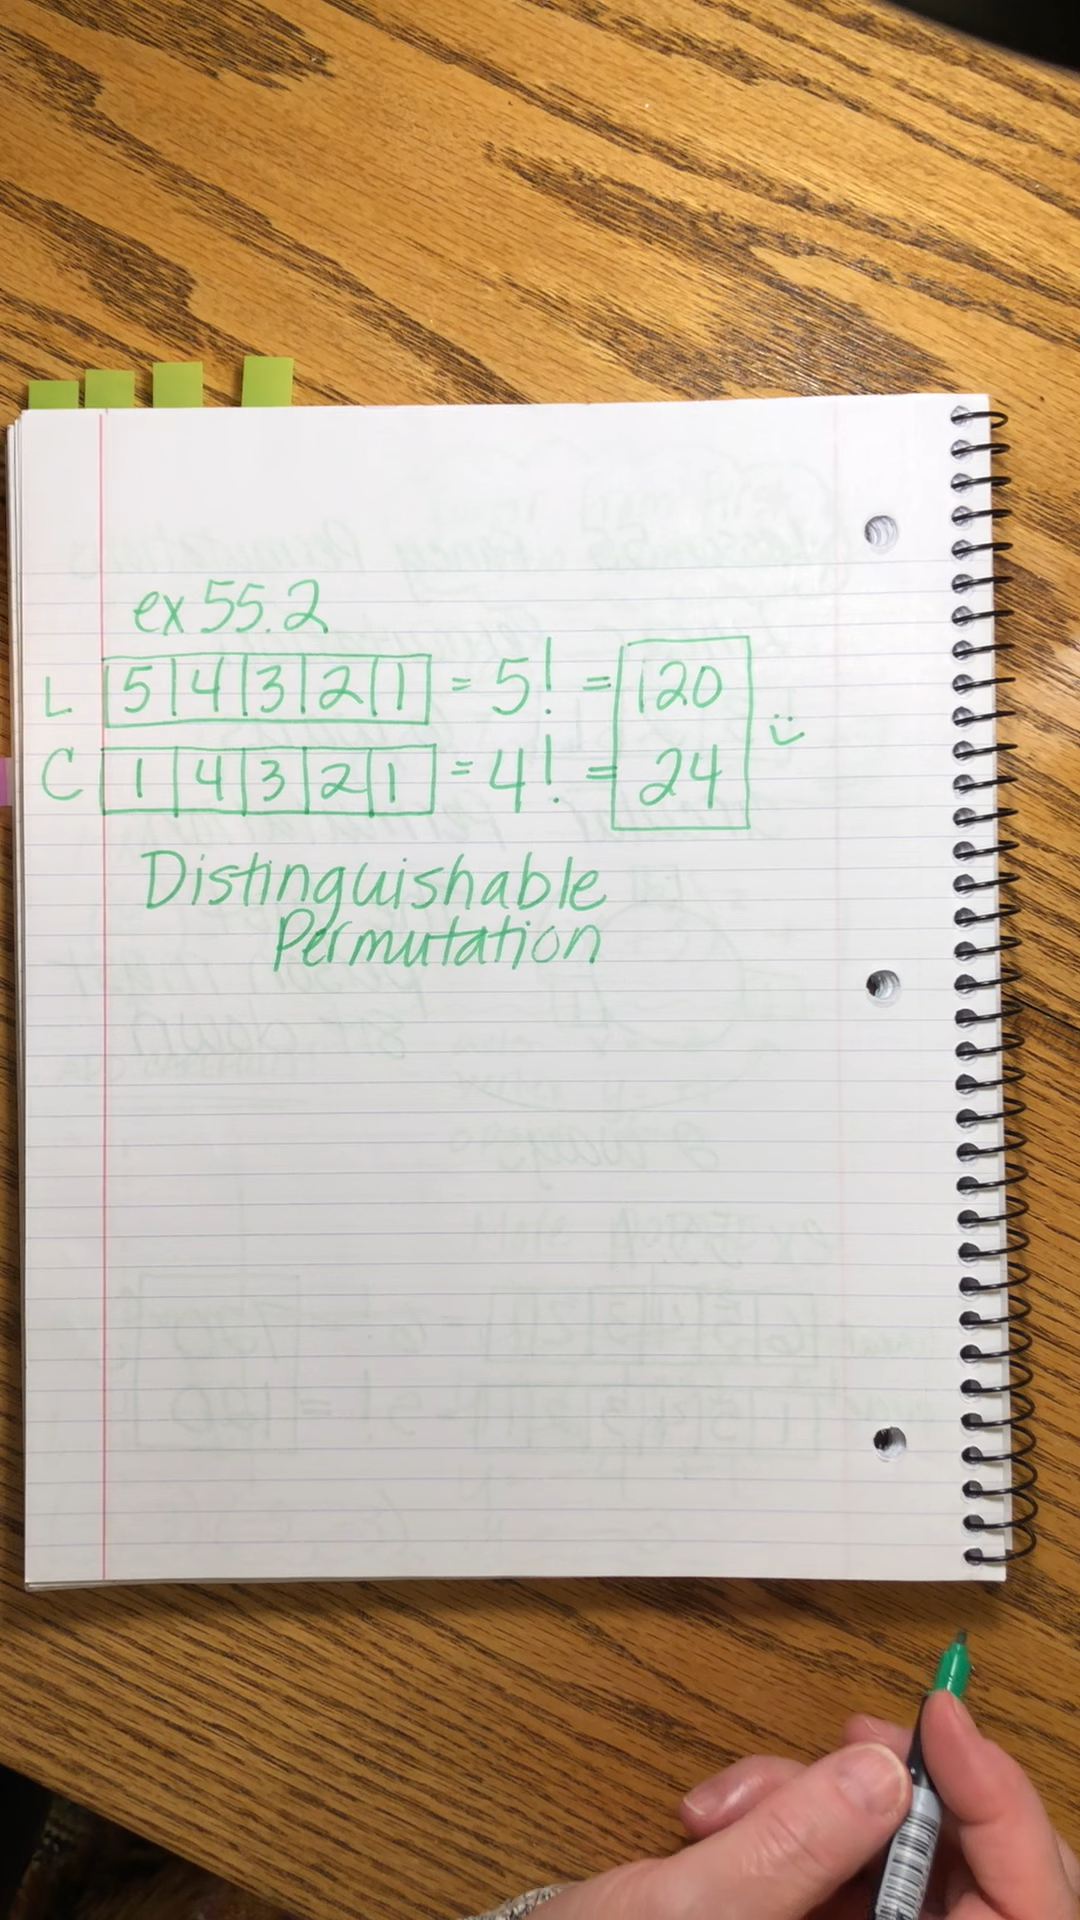 ex 55.2
L 5 4 3 2 1 = 5! = 120
C 1 4 3 2 1 = 4! = 24
Distinguishable
Permutation